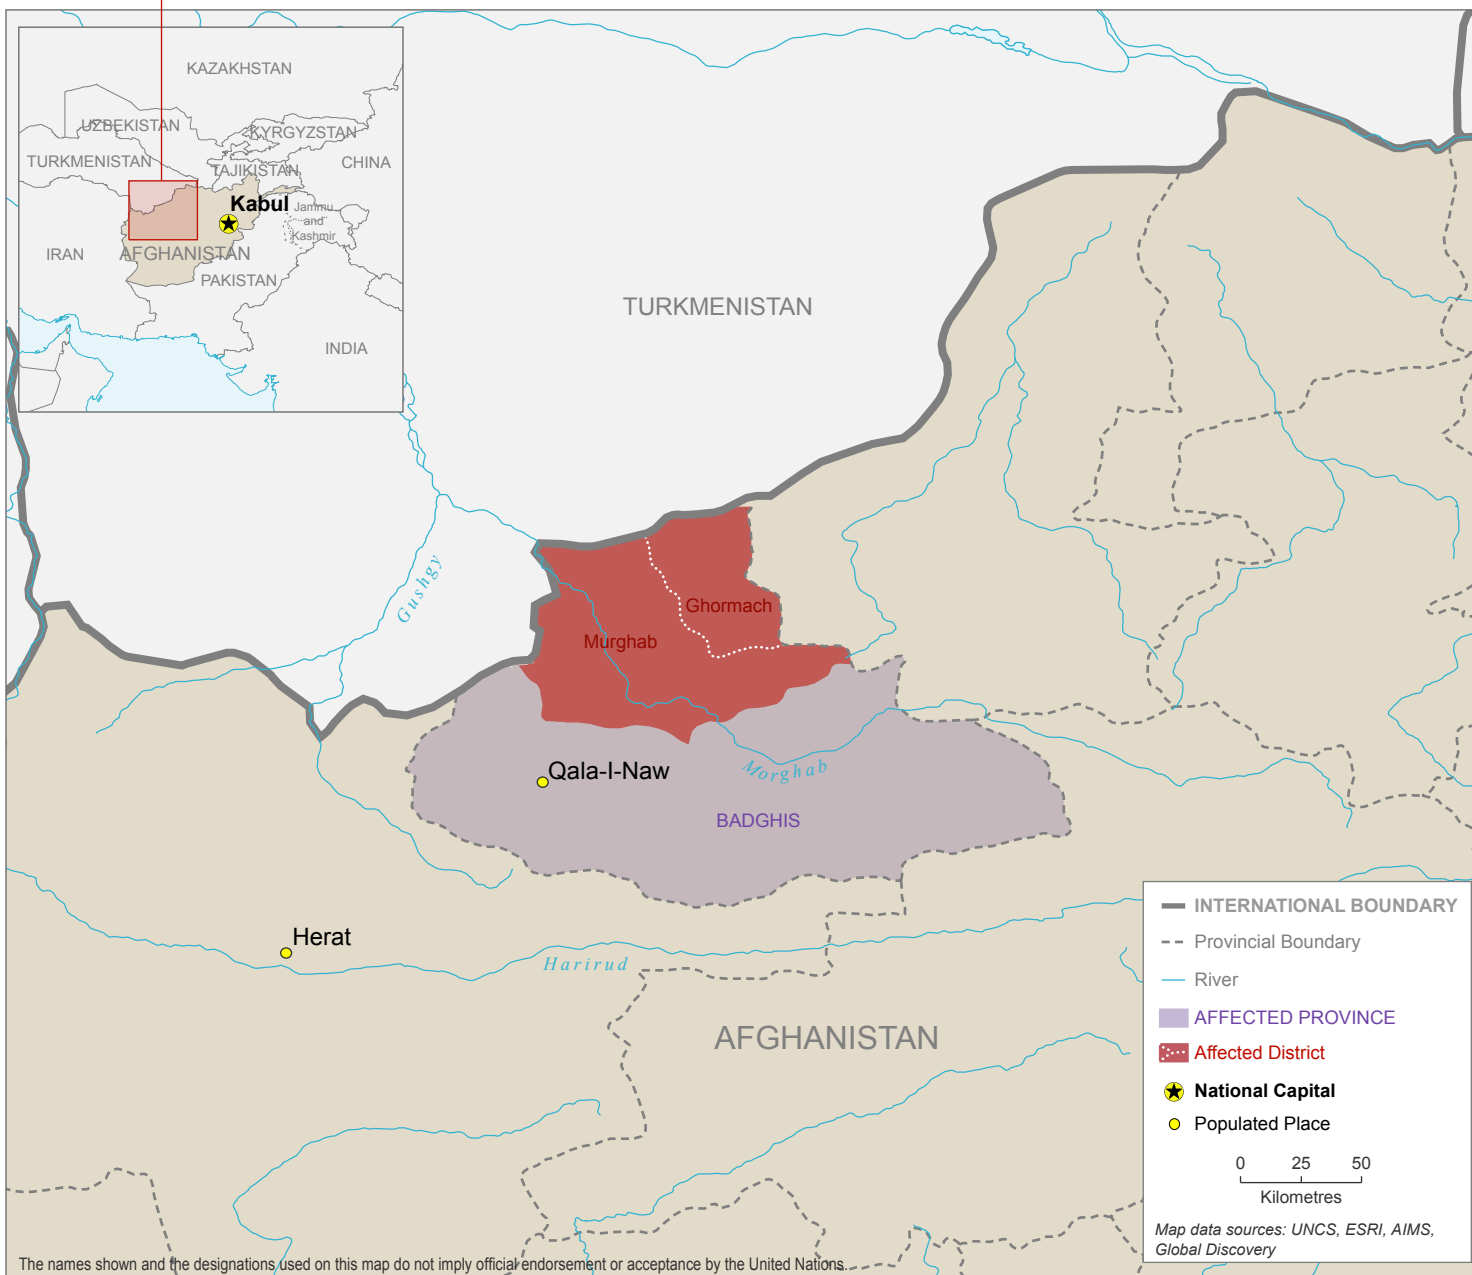 KAZAKHSTAN
UZBEKISTAN
KYRGYZSTAN
TURKMENISTAN
TAJIKISTAN
CHINA
Kabul
Jammu
and
Kashmir
IRAN
AFGHANISTAN
PAKISTAN
INDIA
TURKMENISTAN
Gushgy
Ghormach
Murghab
Qala-I-Naw
Morghab
BADGHIS
Herat
Harirud
AFGHANISTAN
INTERNATIONAL BOUNDARY
Provincial Boundary
River
AFFECTED PROVINCE
Affected District
National Capital
Populated Place
0 25 50
Kilometres
Map data sources: UNCS, ESRI, AIMS,
Global Discovery
The names shown and the designations used on this map do not imply official endorsement or acceptance by the United Nations.